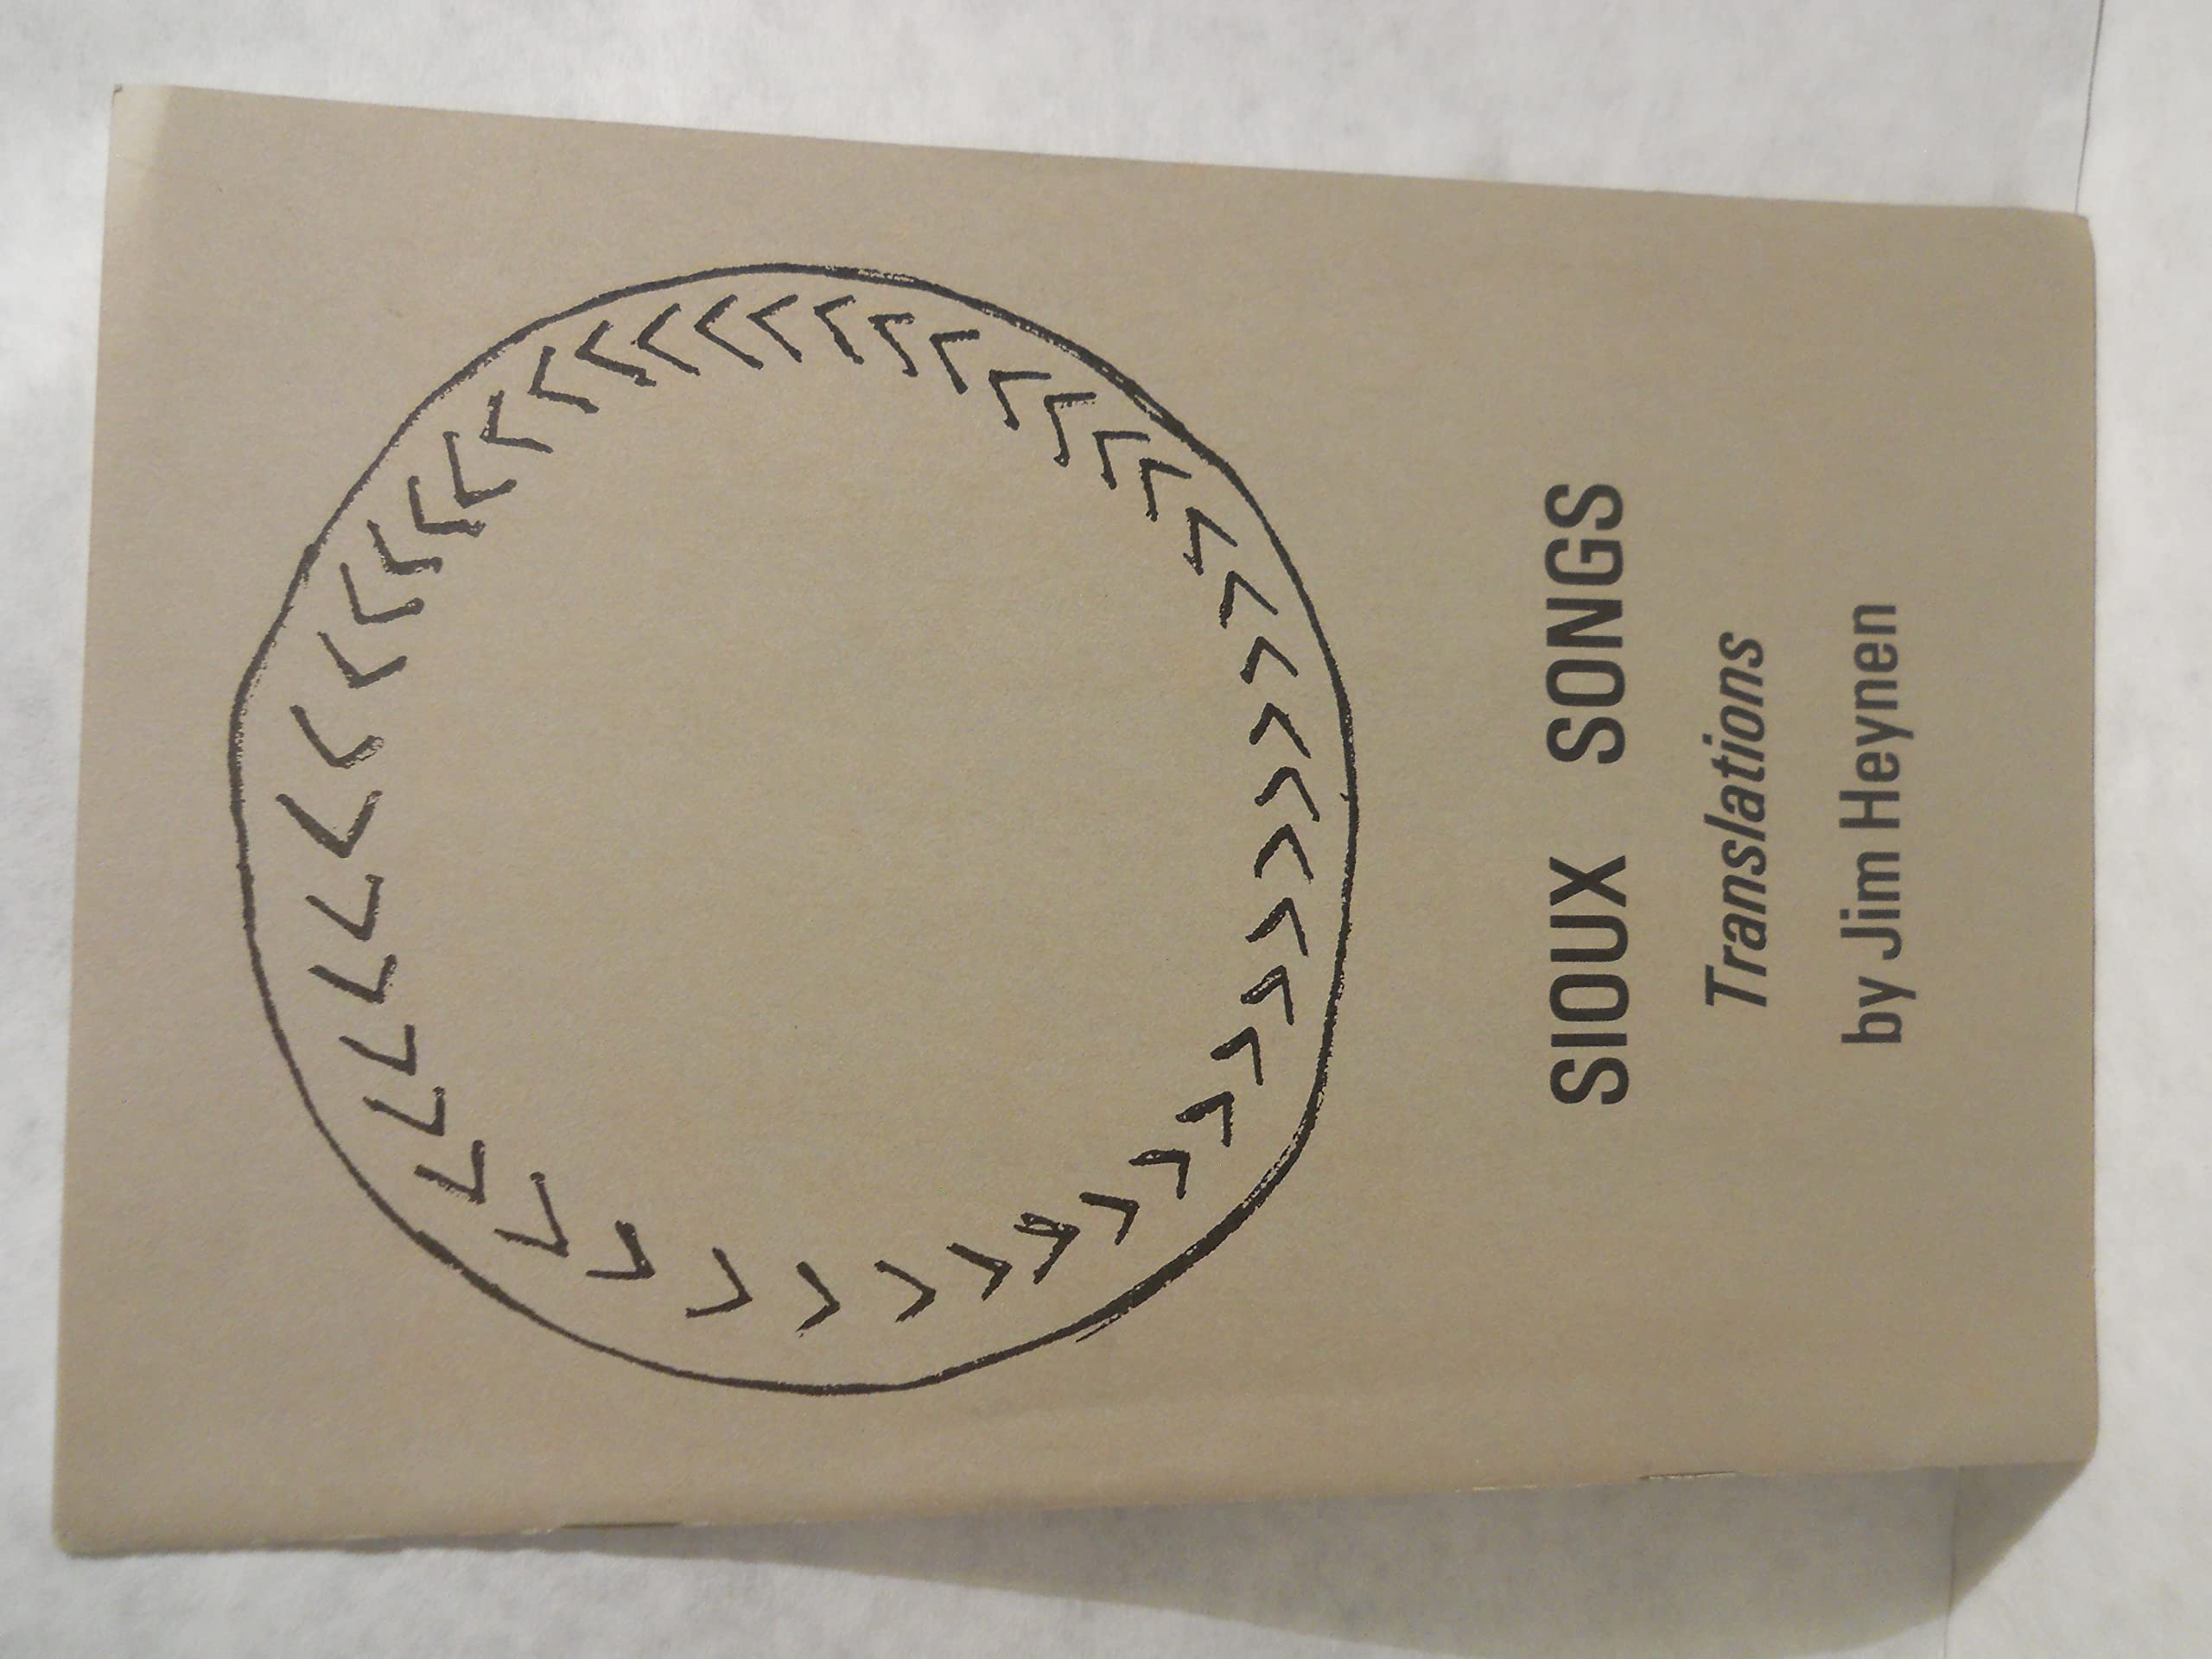 SIOUX SONGS
Translations
by Jim Heynen